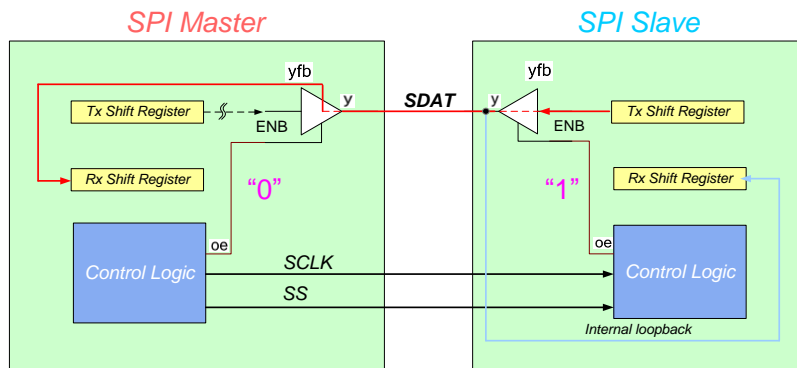 SPI Master
SPI Slave
yfb
yfb
y
SDAT
y
Tx Shift Register
ENB
ENB
Tx Shift Register
Rx Shift Register
"0"
"1"
Rx Shift Register
oe
oe
Control Logic
SCLK
Control Logic
SS
Internal loopback